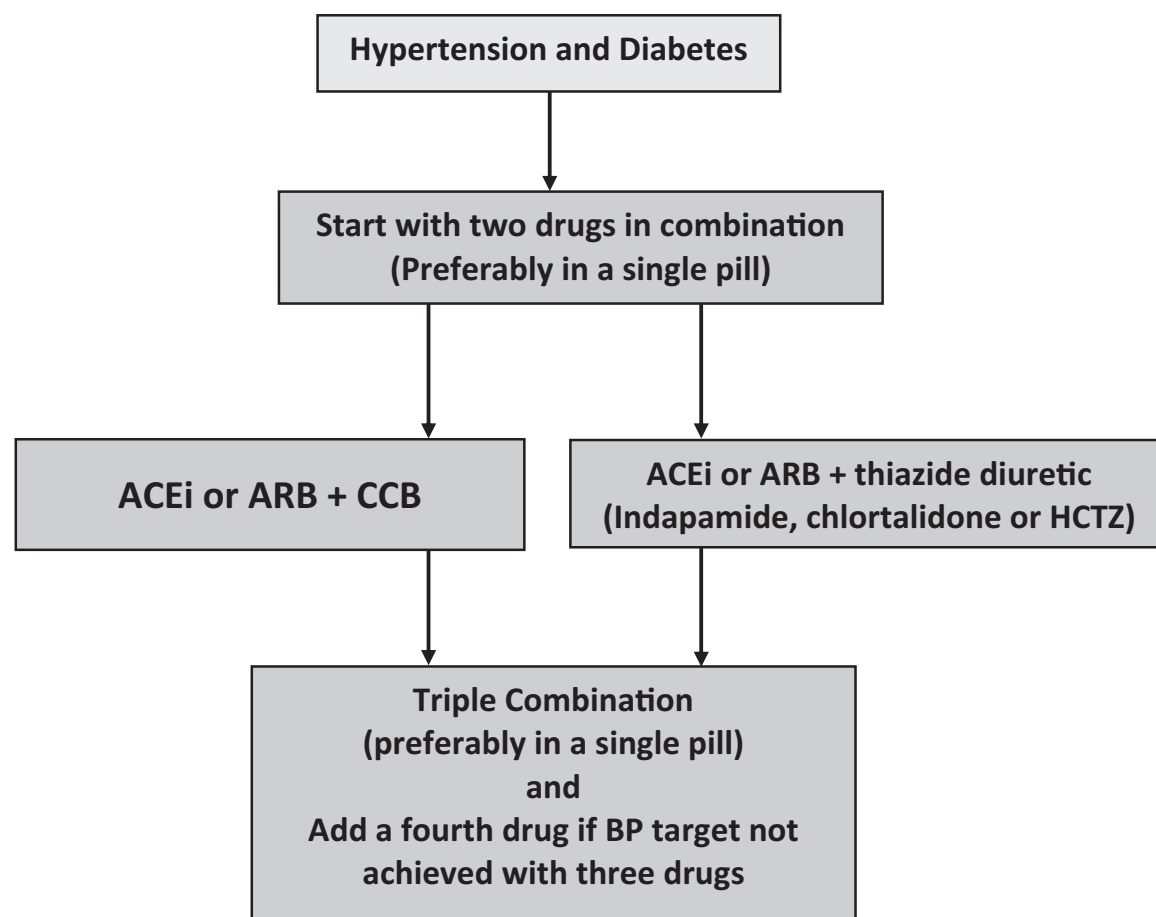 Hypertension and Diabetes
Start with two drugs in combination
(Preferably in a single pill)
ACEi or ARB + CCB
ACEi or ARB + thiazide diuretic
(Indapamide, chlortalidone or HCTZ)
Triple Combination
(preferably in a single pill)
and
Add a fourth drug if BP target not
achieved with three drugs